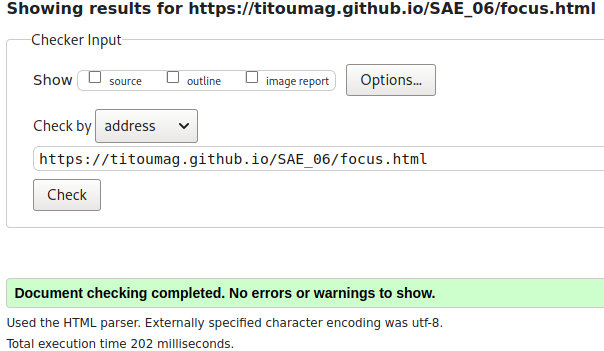 Showing results for https://titoumag.github.io/SAE_06/focus.html
Checker Input
Show source outline image report Options...
Check by address
https://titoumag.github.io/SAE_06/focus.html
Check
Document checking completed. No errors or warnings to show.
Used the HTML parser. Externally specified character encoding was utf-8.
Total execution time 202 milliseconds.